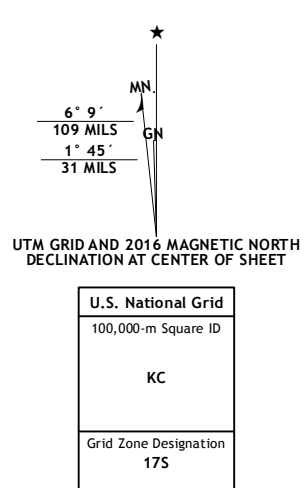 MN.
6° 9´
109 MILS
GN
1° 45´
31 MILS
UTM GRID AND 2016 MAGNETIC NORTH
DECLINATION AT CENTER OF SHEET
U.S. National Grid
100,000-m Square ID
KC
Grid Zone Designation
17S